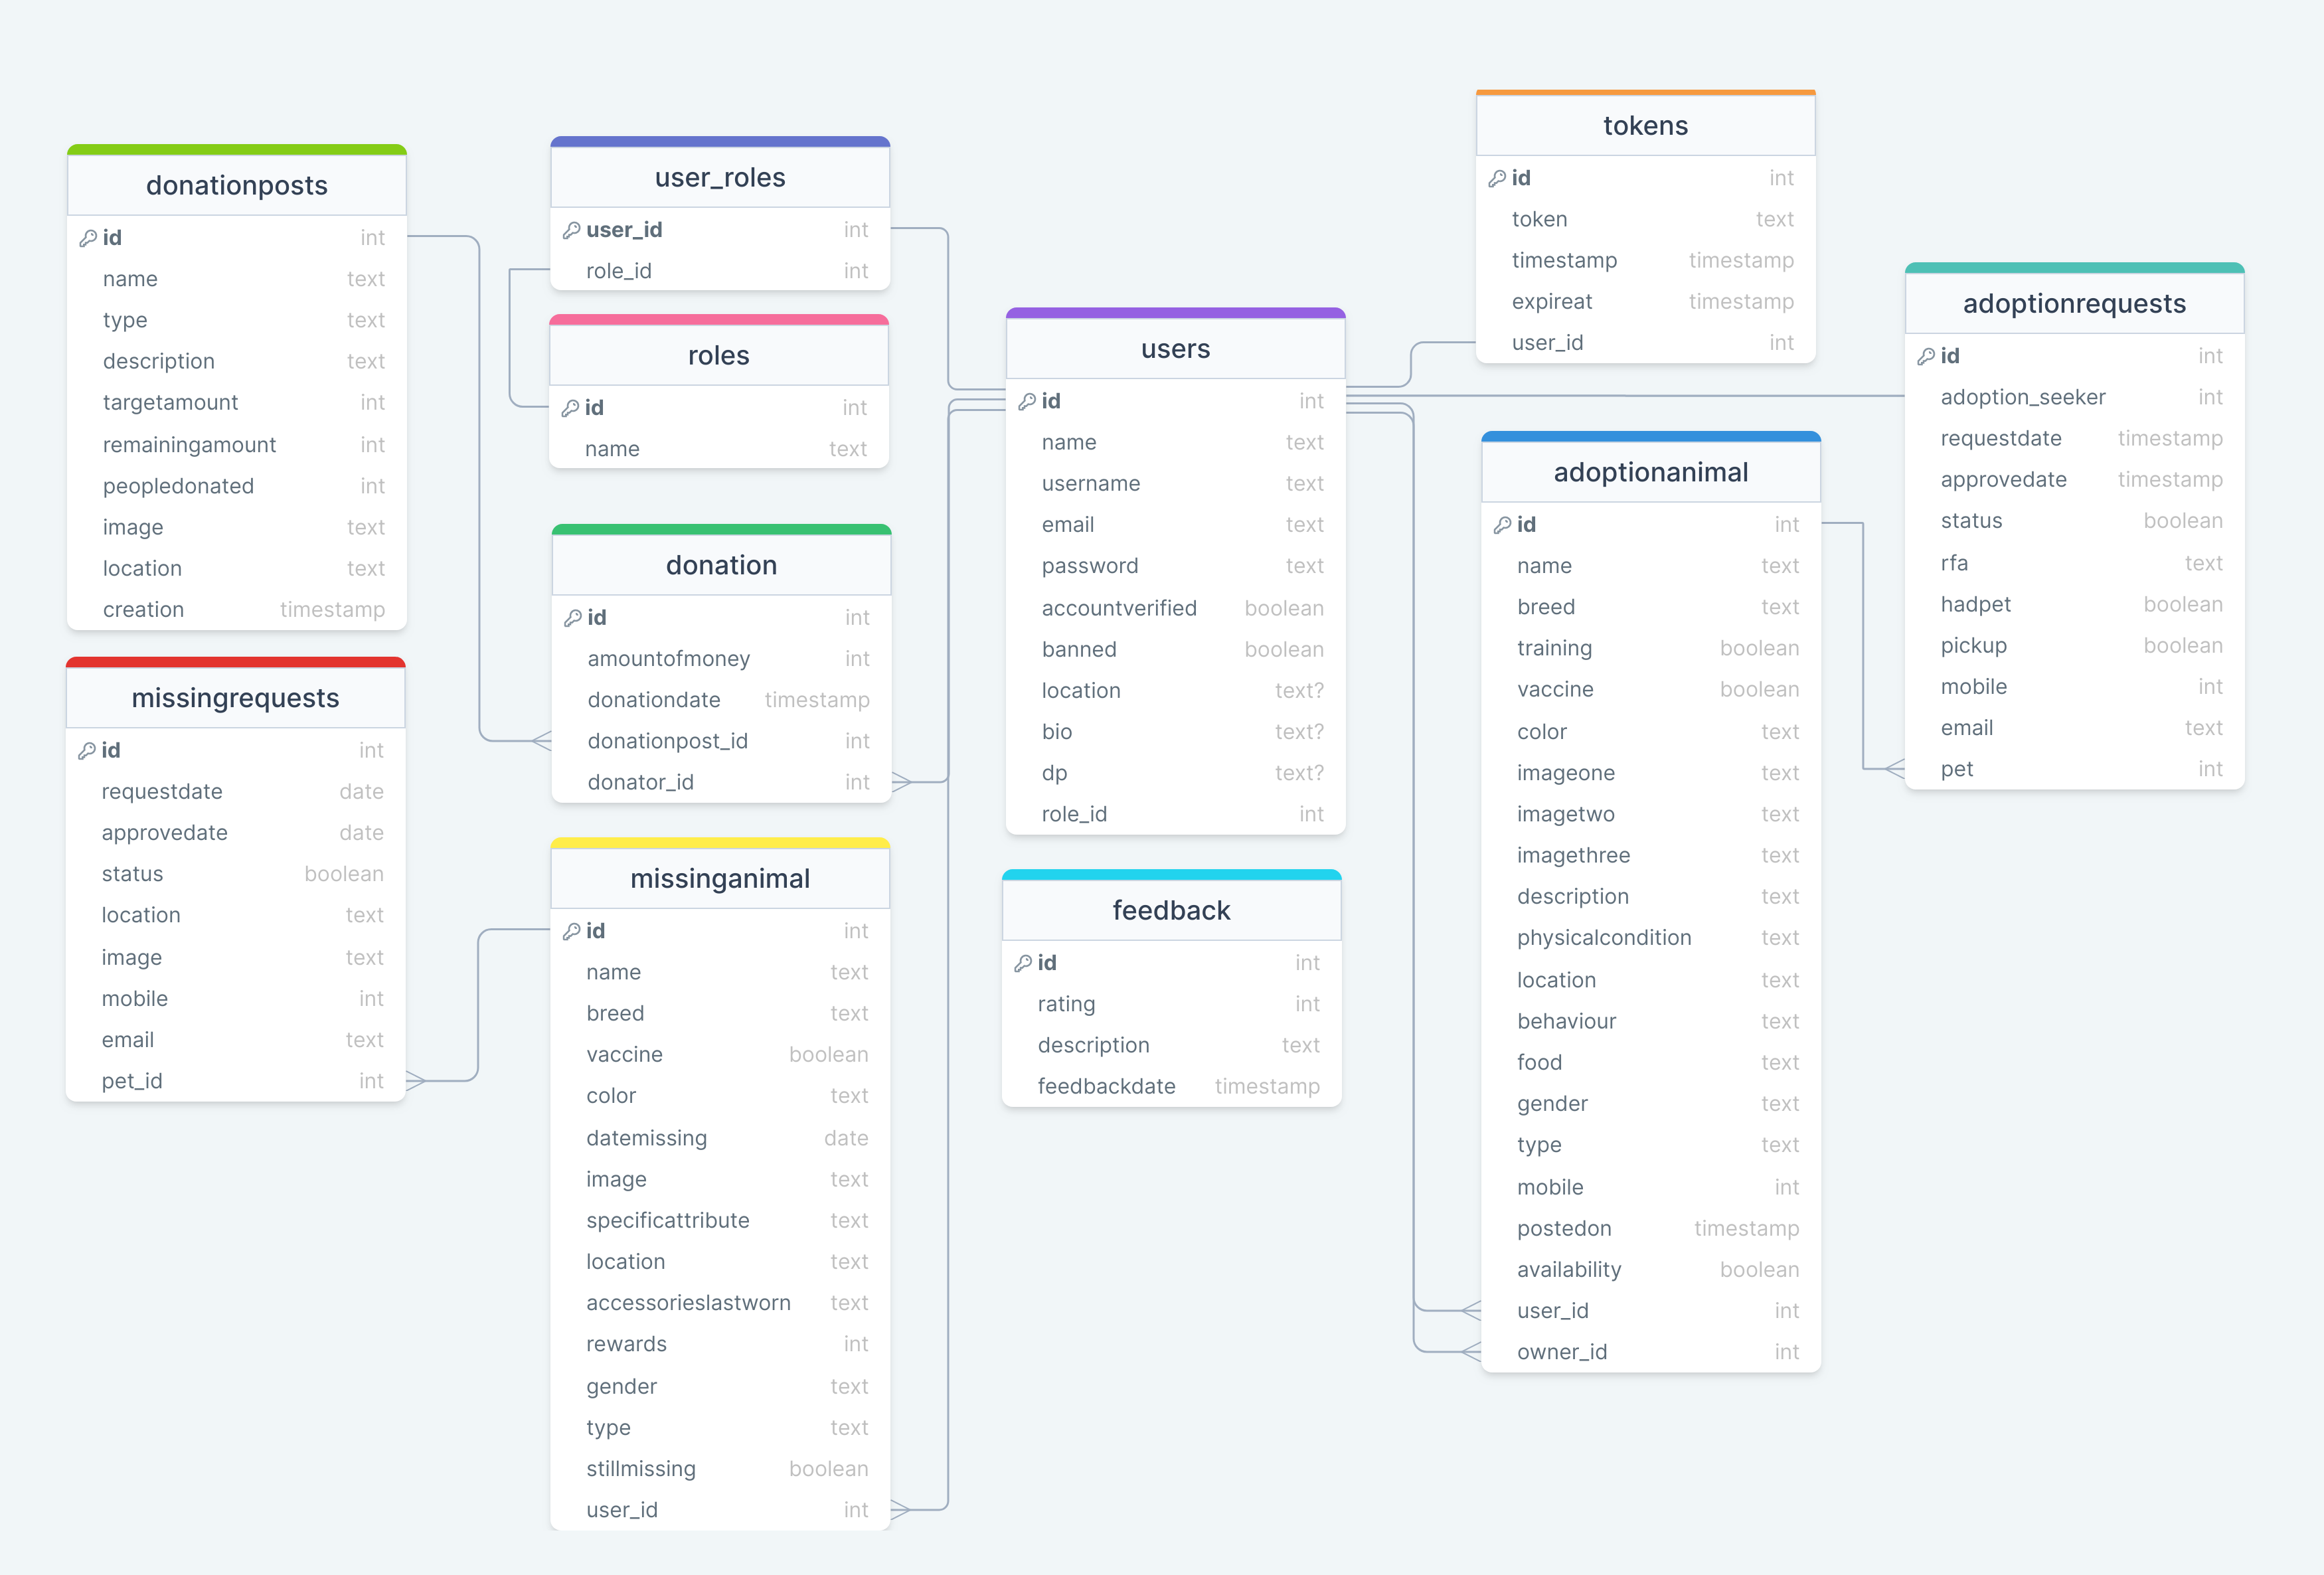 donationposts
id int
name text
type text
description text
targetamount int
remainingamount int
peopledonated int
image text
location text
creation timestamp
missingrequests
id int
requestdate date
approvedate date
status boolean
location text
image text
mobile int
email text
pet_id int
user_roles
user_id int
role_id int
roles
id int
name text
donation
id int
amountofmoney int
donationdate timestamp
donationpost_id int
donator_id int
missinganimal
id int
name text
breed text
vaccine boolean
color text
datemissing date
image text
specificattribute text
location text
accessorieslastworn text
rewards int
gender text
type text
stillmissing boolean
user_id int
users
id int
name text
username text
email text
password text
accountverified boolean
banned boolean
location text?
bio text?
dp text?
role_id int
feedback
id int
rating int
description text
feedbackdate timestamp
tokens
id int
token text
timestamp timestamp
expireat timestamp
user_id int
adoptionanimal
id int
name text
breed text
training boolean
vaccine boolean
color text
imageone text
imagetwo text
imagethree text
description text
physicalcondition text
location text
behaviour text
food text
gender text
type text
mobile int
postedon timestamp
availability boolean
user_id int
owner_id int
adoptionrequests
id int
adoption_seeker int
requestdate timestamp
approvedate timestamp
status boolean
rfa text
hadpet boolean
pickup boolean
mobile int
email text
pet int